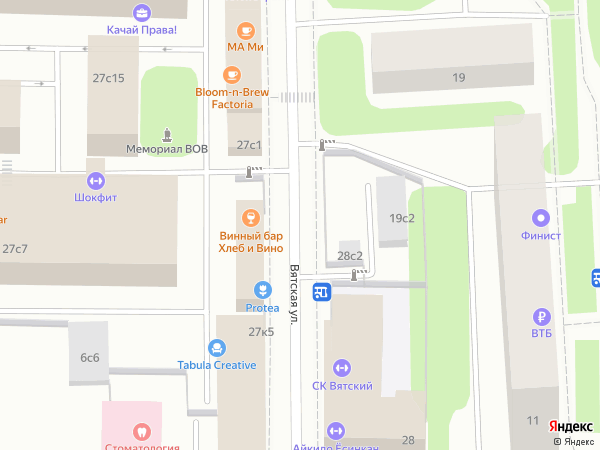 Качай Права!
МА Ми
27с15
19
Bloom-n-Brew
Factoria
Мемориал ВОВ
27с1
Шокфит
ar
19с2
Винный бар
Хлеб и Вино
Финист
27с7
28с2
Вятская ул.
Protea
ВТБ
27к5
6с6
Tabula Creative
СК Вятский
11
Яндекс
Стоматология
Айкидо Ёсинкан
28
© Яндекс